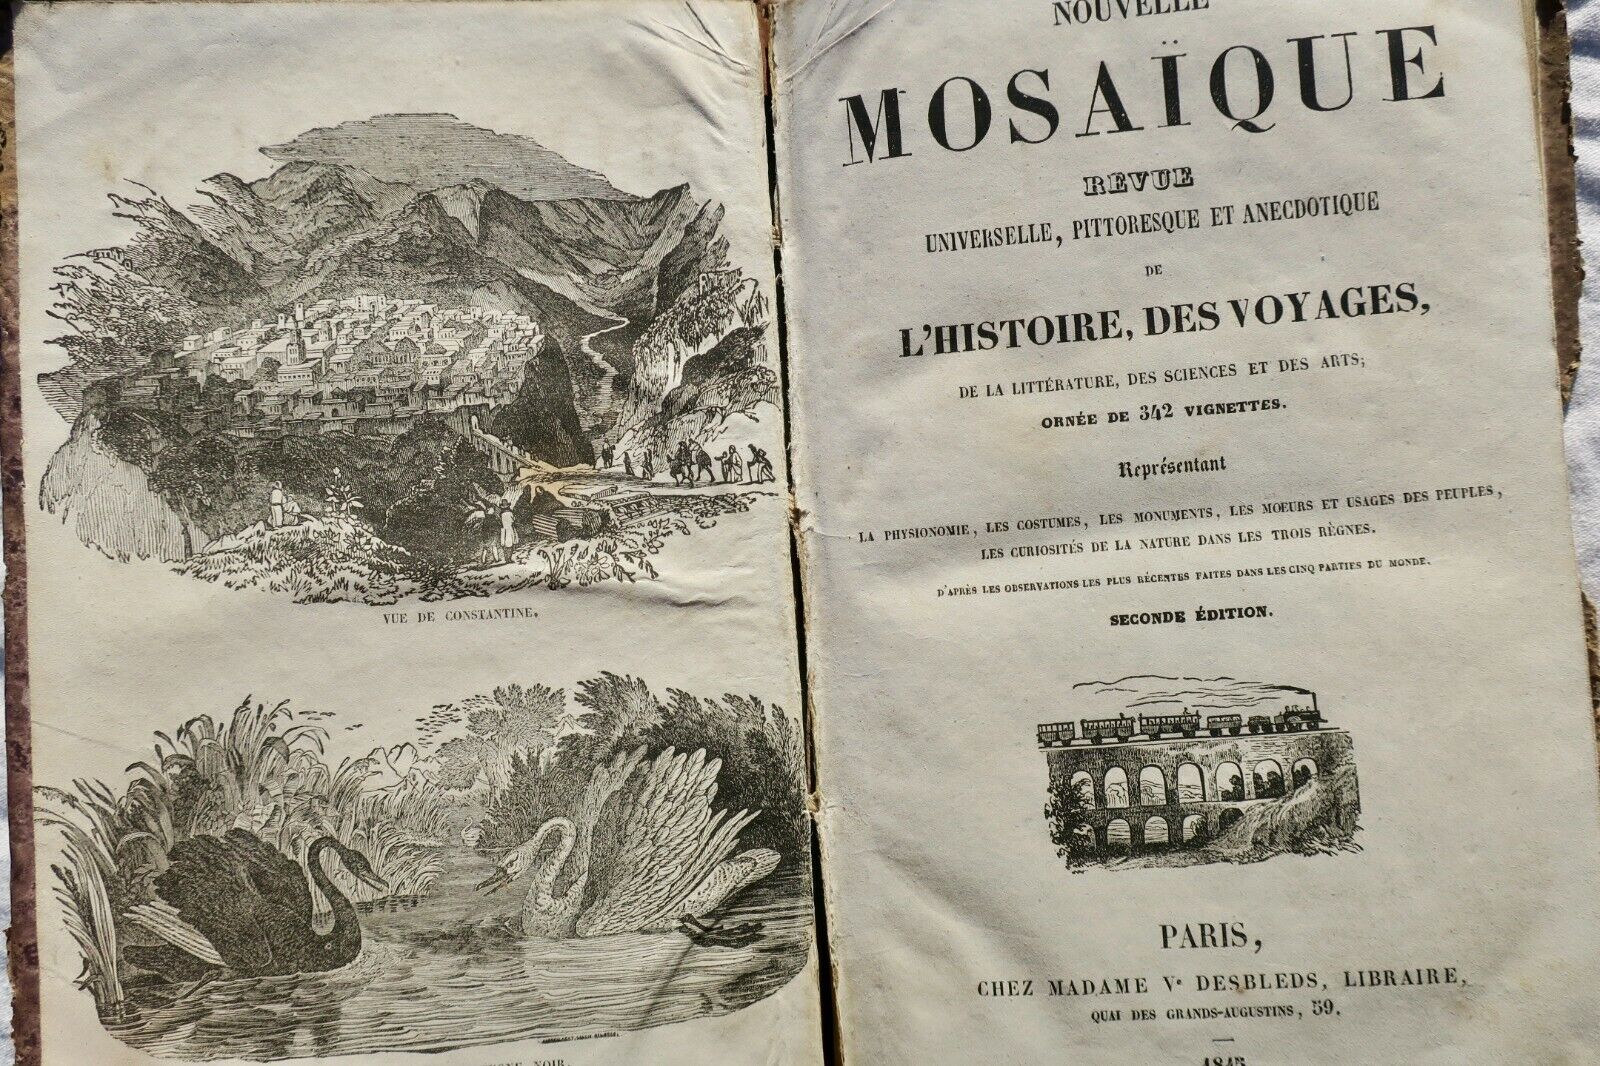 VUE DE CONSTANTINE.
NOIR.
NOUVELLE
MOSAÏQUE
REVUE
UNIVERSELLE, PITTORESQUE ET ANECDOTIQUE
DE
L'HISTOIRE, DES VOYAGES,
DE LA LITTÉRATURE, DES SCIENCES ET DES ARTS;
ORNÉE DE 342 VIGNETTES.
Représentant
LA PHYSIONOMIE, LES COSTUMES, LES MONUMENTS, LES MŒURS ET USAGES DES PEUPLES,
LES CURIOSITÉS DE LA NATURE DANS LES TROIS RÈGNES.
D'APRÈS LES OBSERVATIONS LES PLUS RÉCENTES FAITES DANS LES CINQ PARTIES DU MONDE.
SECONDE ÉDITION.
PARIS,
CHEZ MADAME Ve DESBLEDS, LIBRAIRE,
QUAI DES GRANDS-AUGUSTINS, 59.